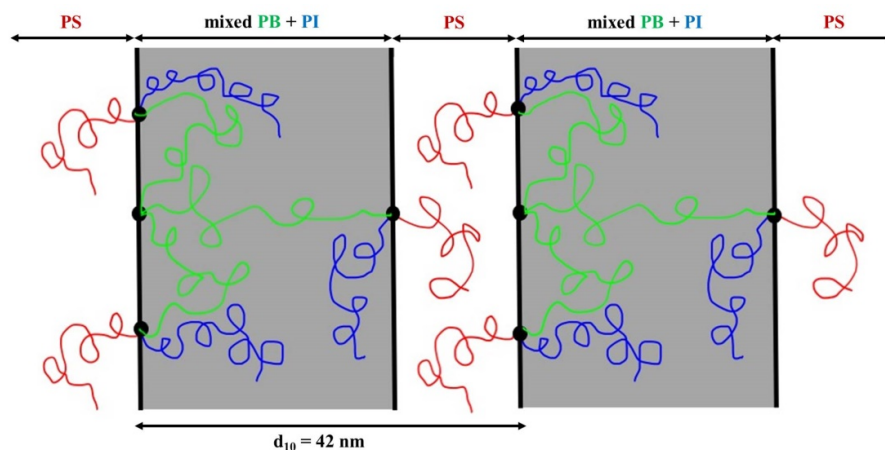 PS mixed PB + PI PS mixed PB + PI PS
d10 = 42 nm